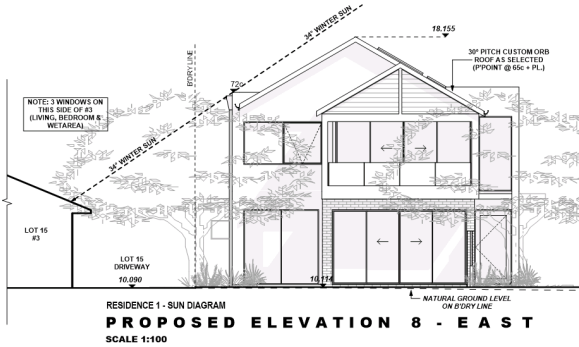 34° WINTER SUN
18.155
B'DRY LINE
30° PITCH CUSTOM ORB
ROOF AS SELECTED
(P'POINT @ 65c + PL.)
72c
NOTE: 3 WINDOWS ON
THIS SIDE OF #3
(LIVING, BEDROOM &
WETAREA)
34° WINTER SUN
LOT 15
#3
LOT 15
DRIVEWAY
10.090
10.114
NATURAL GROUND LEVEL
ON B'DRY LINE
RESIDENCE 1 - SUN DIAGRAM
PROPOSED ELEVATION 8 - EAST
SCALE 1:100